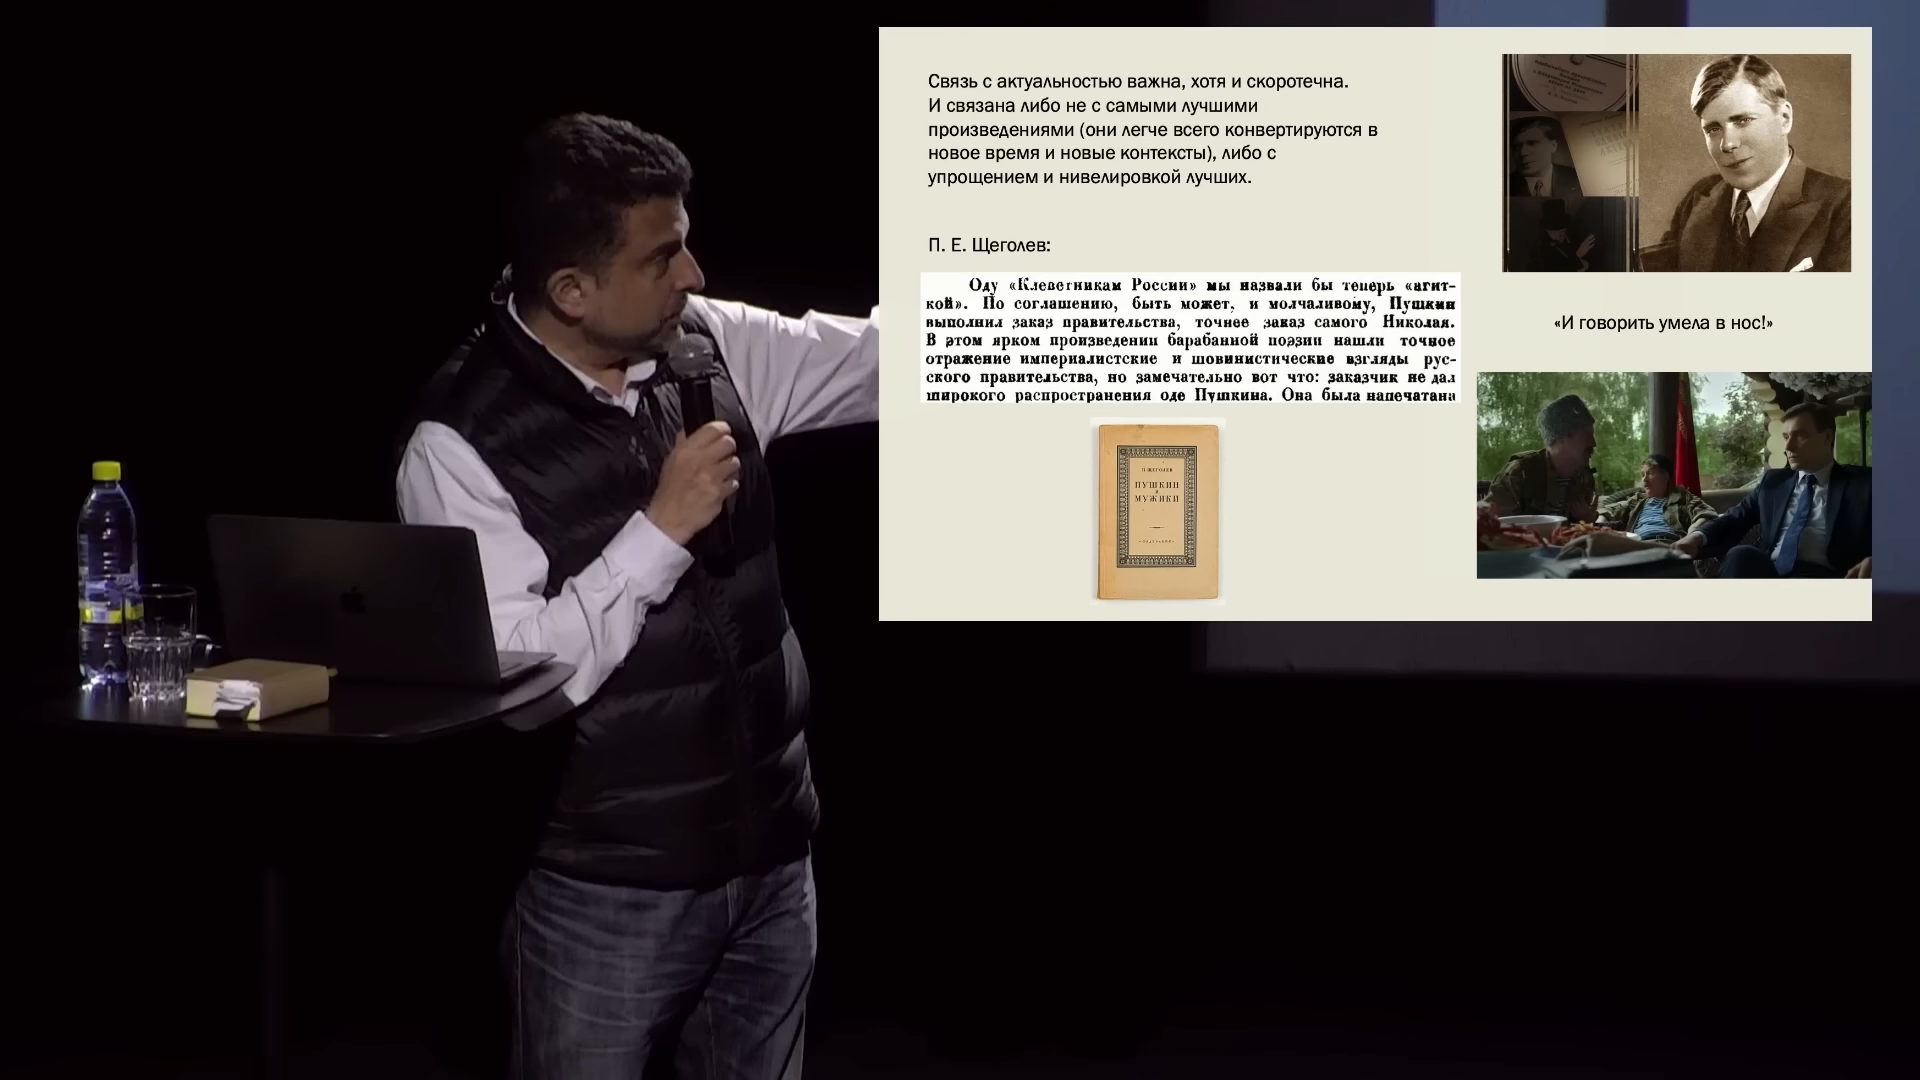 Связь с актуальностью важна, хотя и скоротечна.
И связана либо не с самыми лучшими
произведениями (они легче всего конвертируются в
новое время и новые контексты), либо с
упрощением и нивелировкой лучших.
П. Е. Щеголев:
Оду «Клеветникам России» мы назвали бы теперь «агит-
кой». По соглашению, быть может, и молчаливому, Пушкин
выполнил заказ правительства, точнее заказ самого Николая.
В этом ярком произведении барабанной поэзии нашли точное
отражение империалистские и шовинистические взгляды рус-
ского правительства, но замечательно вот что: заказчик не дал
широкого распространения оде Пушкина. Она была напечатана
П. ЩЕГОЛЕВ
ПУШКИН
И
МУЖИКИ
«И говорить умела в нос!»